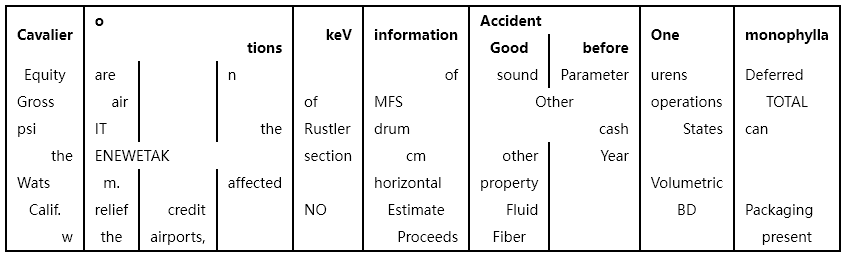 Cavalier o tions keV information Accident One monophylla
Good before
Equity are n of sound Parameter urens Deferred
Gross air of MFS Other operations TOTAL
psi IT the Rustler drum cash States can
the ENEWETAK section cm other Year
Wats m. affected horizontal property Volumetric
Calif. relief credit NO Estimate Fluid BD Packaging
w the airports, Proceeds Fiber present